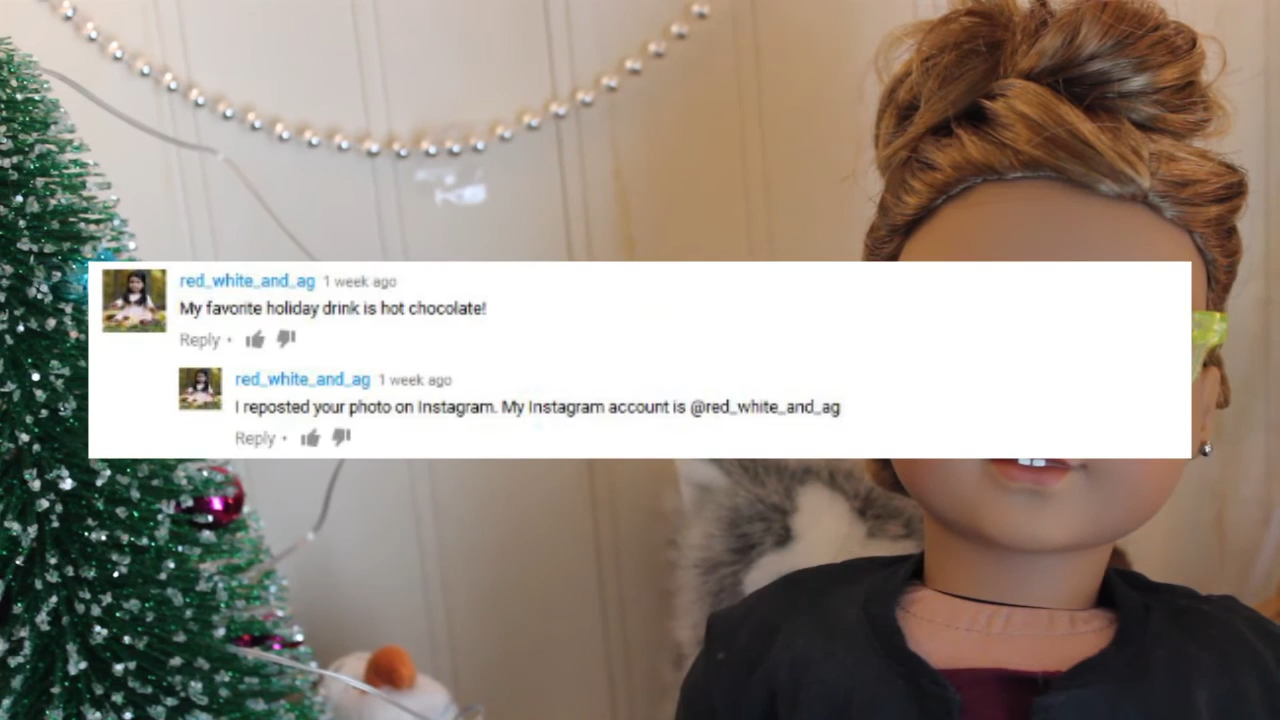 red_white_and_ag 1 week ago
My favorite holiday drink is hot chocolate!
Reply •
red_white_and_ag 1 week ago
I reposted your photo on Instagram. My Instagram account is @red_white_and_ag
Reply •